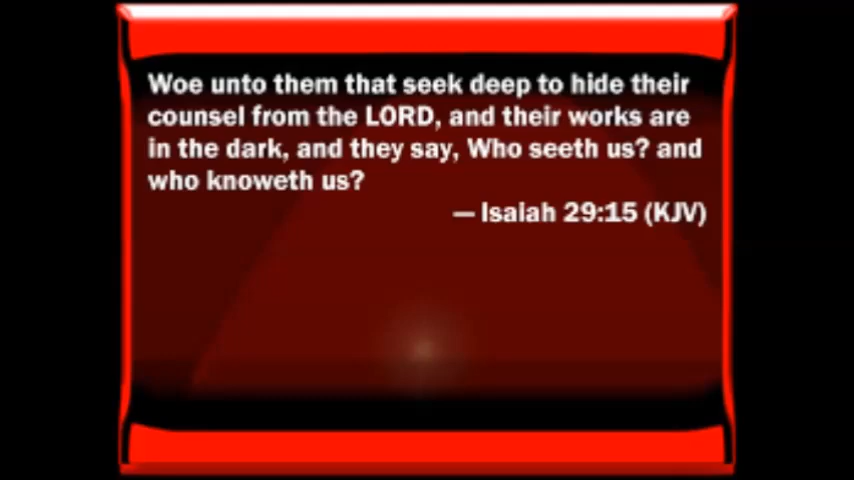 Woe unto them that seek deep to hide their
counsel from the LORD, and their works are
in the dark, and they say, Who seeth us? and
who knoweth us?
— Isaiah 29:15 (KJV)